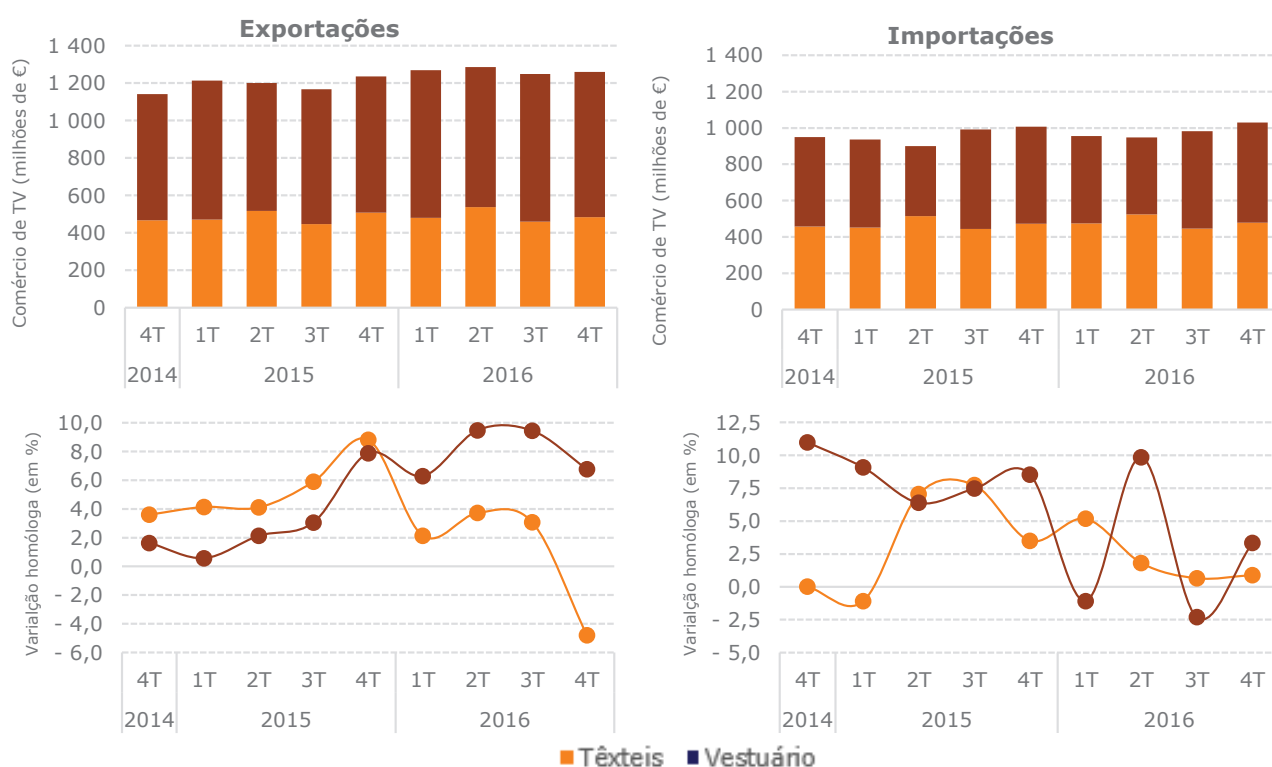 Exportações
Comércio de TV (milhões de €)
1 400
1 200
1 000
800
600
400
200
0
4T 1T 2T 3T 4T 1T 2T 3T 4T
2014 2015 2016
Importações
Comércio de TV (milhões de €)
1 400
1 200
1 000
800
600
400
200
0
4T 1T 2T 3T 4T 1T 2T 3T 4T
2014 2015 2016
Varialção homóloga (em %)
10,0
8,0
6,0
4,0
2,0
0,0
- 2,0
- 4,0
- 6,0
4T 1T 2T 3T 4T 1T 2T 3T 4T
2014 2015 2016
Varialção homóloga (em %)
12,5
10,0
7,5
5,0
2,5
0,0
- 2,5
- 5,0
4T 1T 2T 3T 4T 1T 2T 3T 4T
2014 2015 2016
Têxteis Vestuário